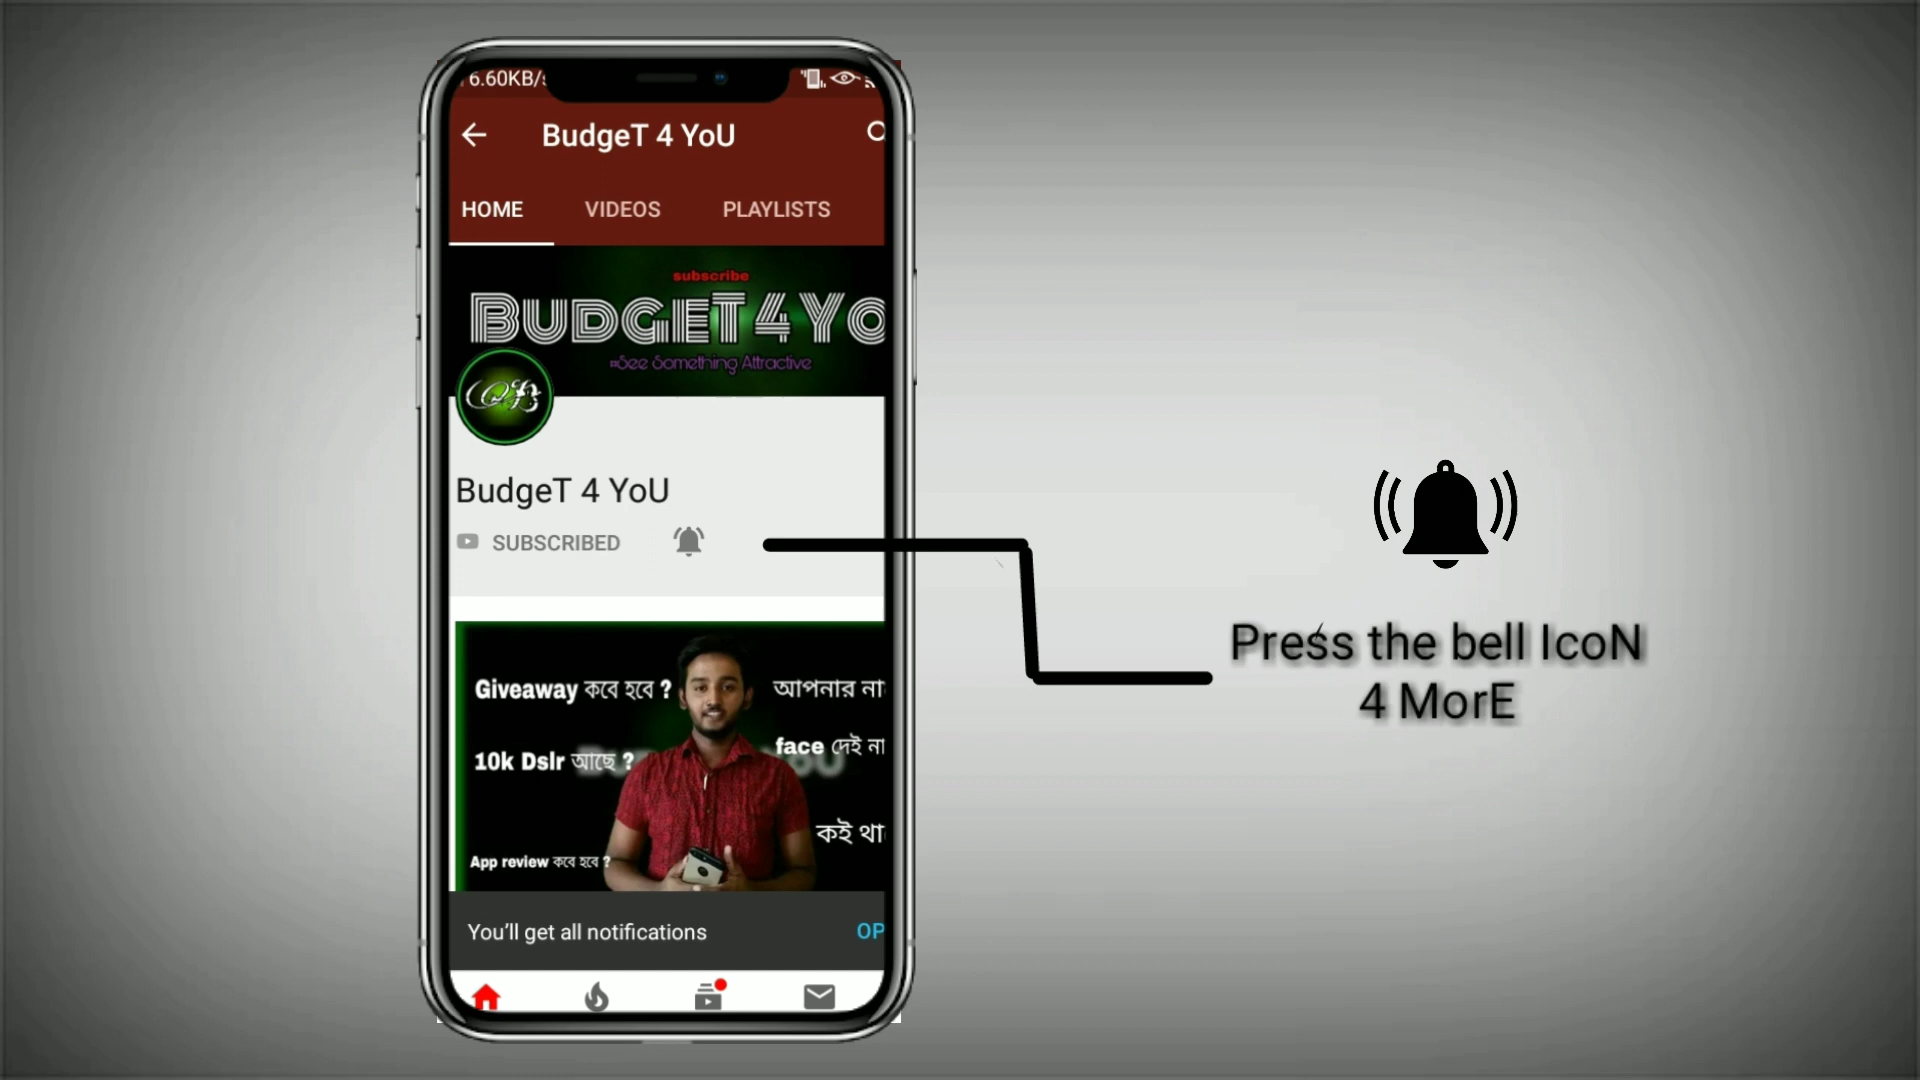 6.60KB/s
BudgeT 4 YoU
HOME VIDEOS PLAYLISTS
subscribe
BudgeT4Yo
#See Something Attractive
BudgeT 4 YoU
SUBSCRIBED
Press the bell IcoN
4 MorE
Giveaway কবে হবে ?
আপনার না
10k Dslr আছে ?
face দেই না
কই থা
App review কবে হবে ?
You'll get all notifications
OP